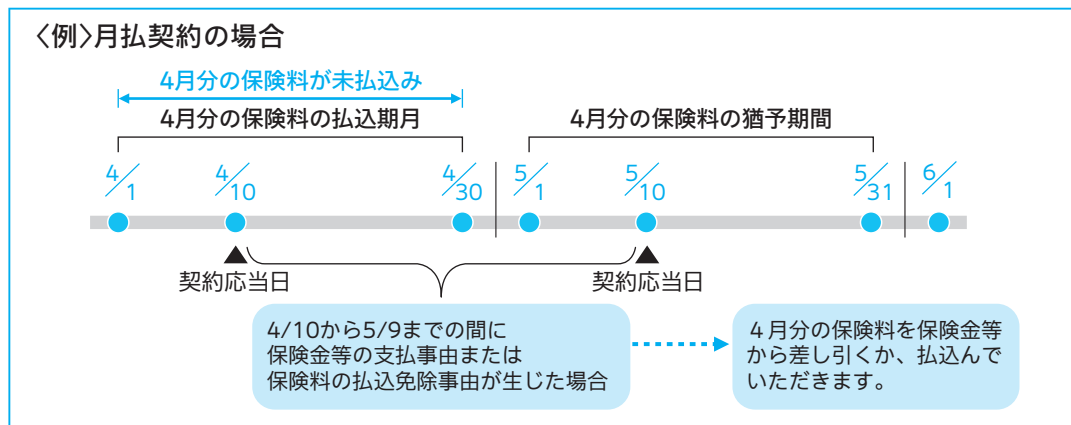 〈例〉月払契約の場合
4月分の保険料が未払込み
4月分の保険料の払込期月
4月分の保険料の猶予期間
4/1
4/10
4/30
5/1
5/10
5/31
6/1
契約応当日
契約応当日
4/10から5/9までの間に
保険金等の支払事由または
保険料の払込免除事由が生じた場合
４月分の保険料を保険金等
から差し引くか、払込んで
いただきます。